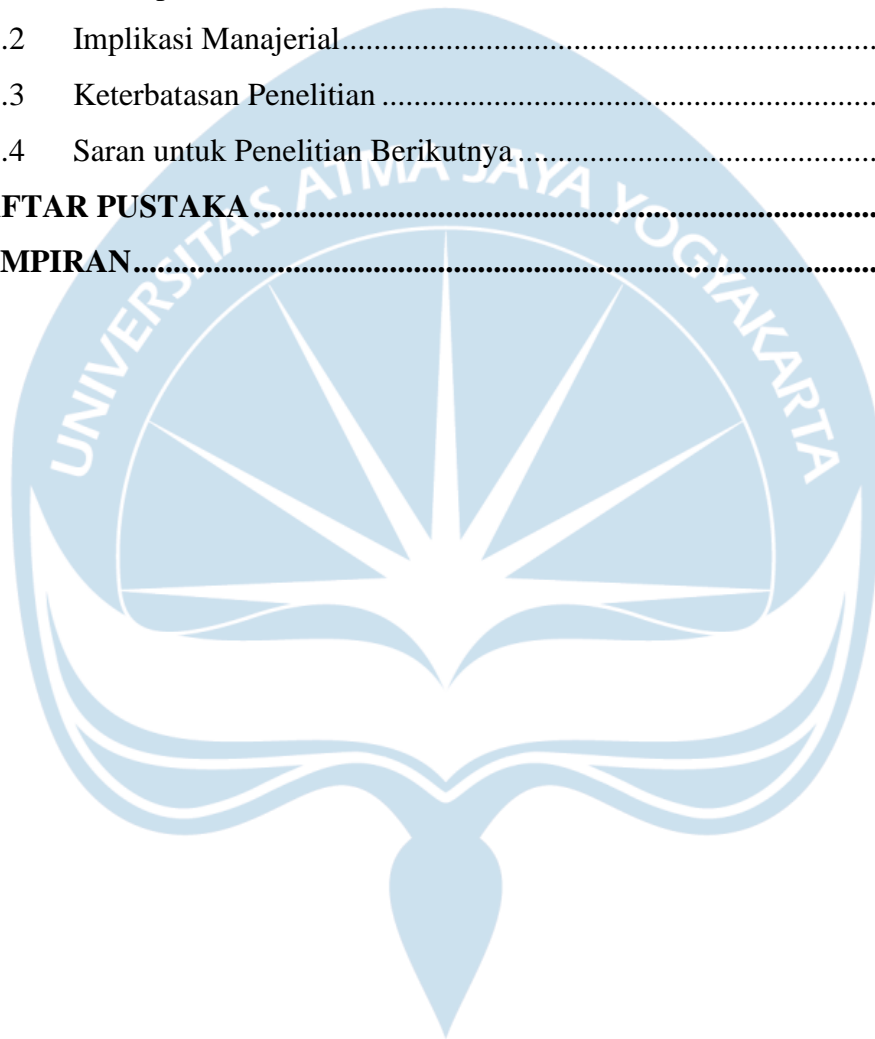 .2 Implikasi Manajerial........................................................................
.3 Keterbatasan Penelitian...................................................................
.4 Saran untuk Penelitian Berikutnya..................................................
FTAR PUSTAKA..............................................................................
MPIRAN.............................................................................................
UNIVERSITAS ATMA JAYA YOGYAKARTA